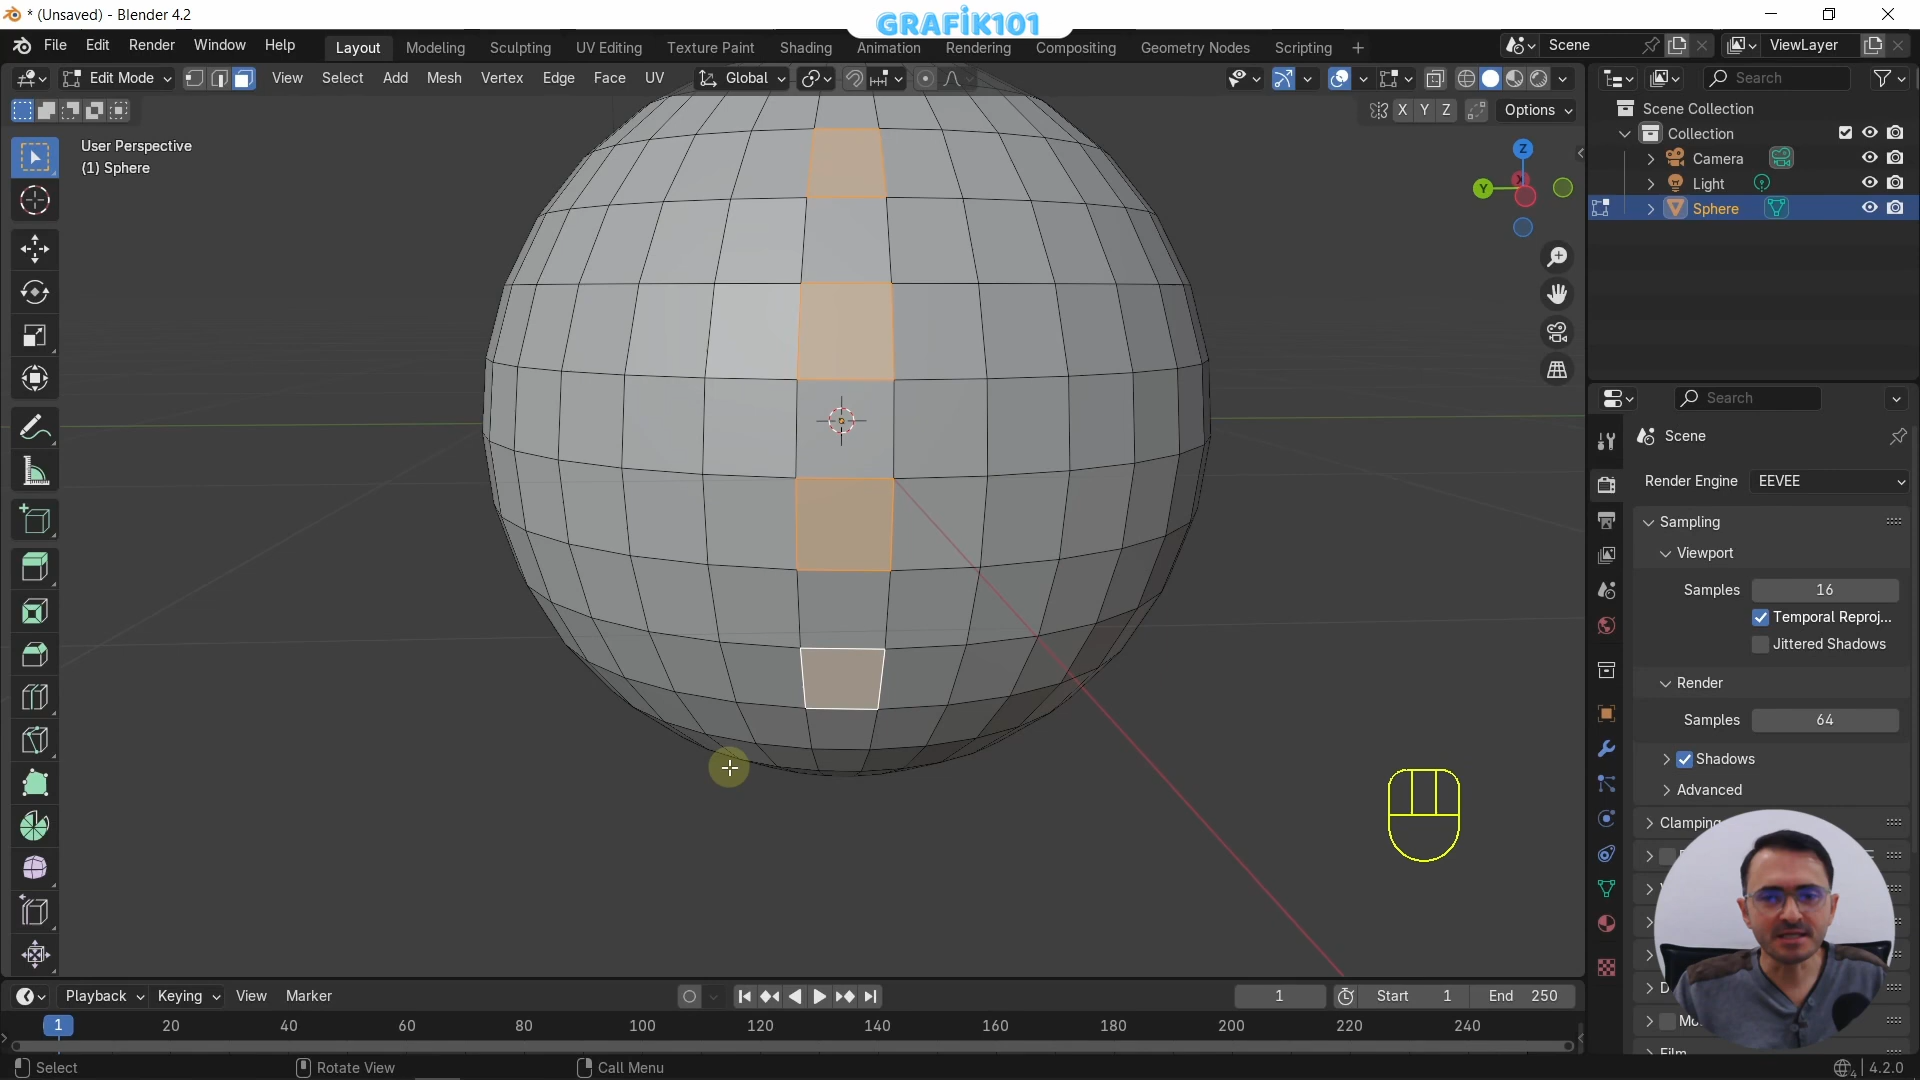 * (Unsaved) - Blender 4.2
GRAFİK101
File Edit Render Window Help
Layout Modeling Sculpting UV Editing Texture Paint Shading Animation Rendering Compositing Geometry Nodes Scripting +
Scene
ViewLayer
Edit Mode
View Select Add Mesh Vertex Edge Face UV
Global
Search
X Y Z
Options
User Perspective
(1) Sphere
Z
Y
X
Scene Collection
Collection
Camera
Light
Sphere
Search
Scene
Render Engine EEVEE
Sampling
Viewport
Samples 16
Temporal Reproj...
Jittered Shadows
Render
Samples 64
Shadows
Advanced
Clamping
Playback Keying View Marker
1
Start 1
End 250
1 20 40 60 80 100 120 140 160 180 200 220 240
Select
Rotate View
Call Menu
4.2.0